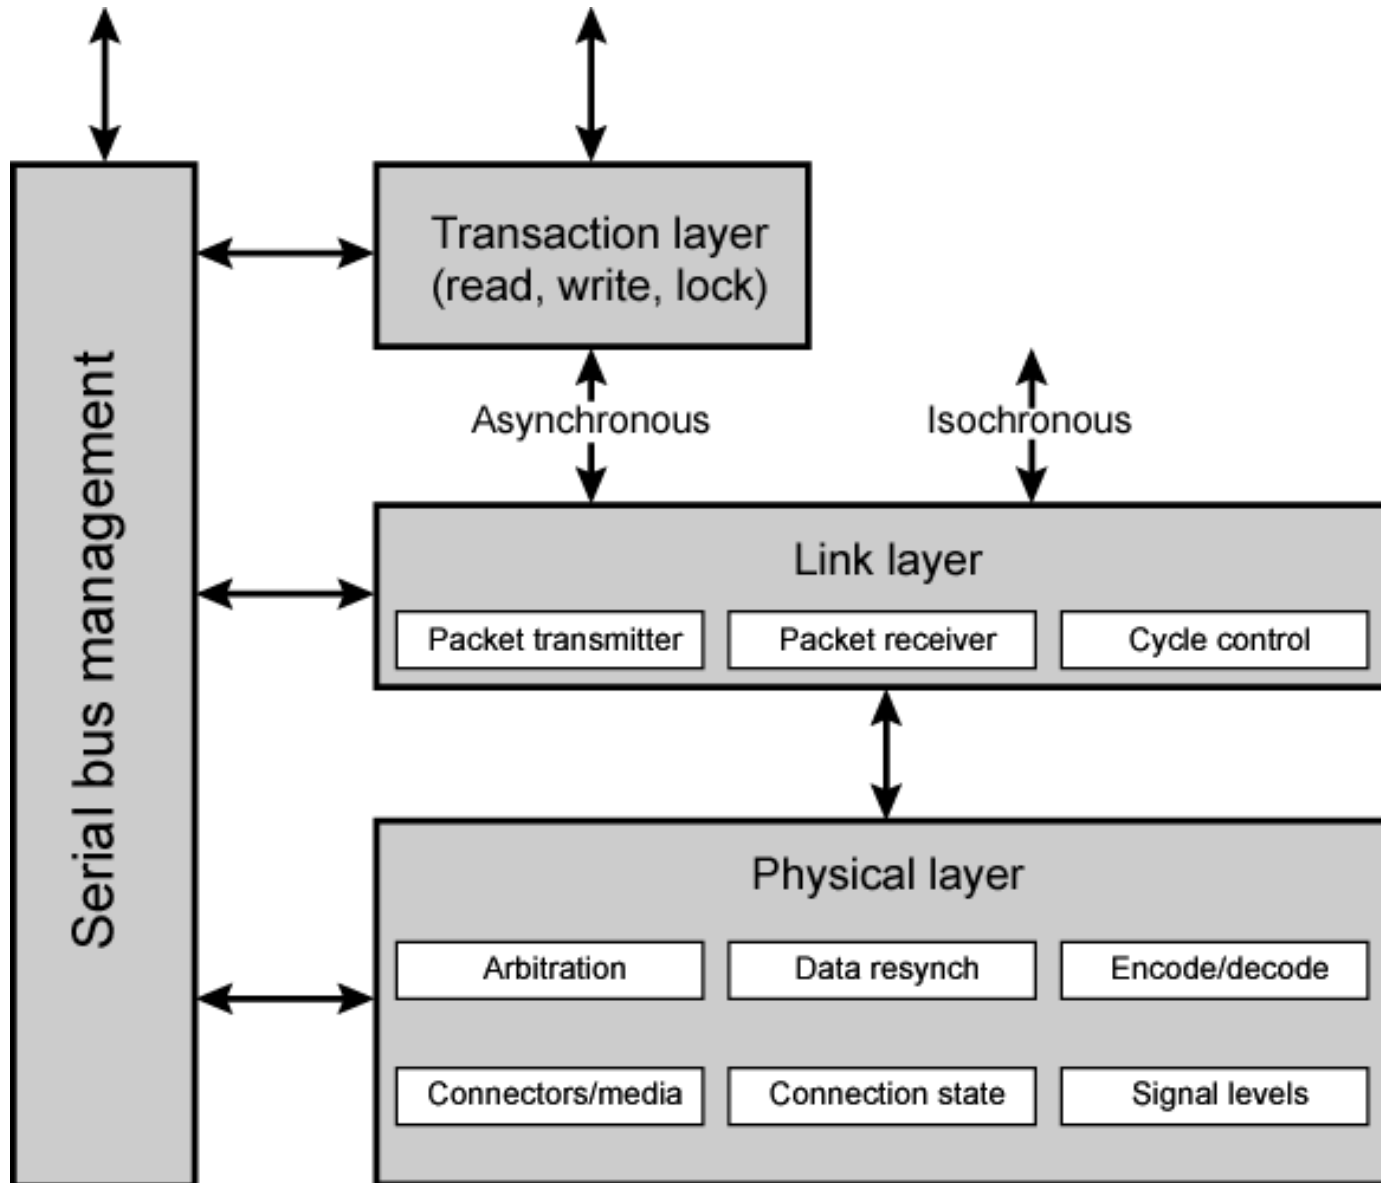 Serial bus management
Transaction layer
(read, write, lock)
Asynchronous
Isochronous
Link layer
Packet transmitter
Packet receiver
Cycle control
Physical layer
Arbitration
Data resynch
Encode/decode
Connectors/media
Connection state
Signal levels